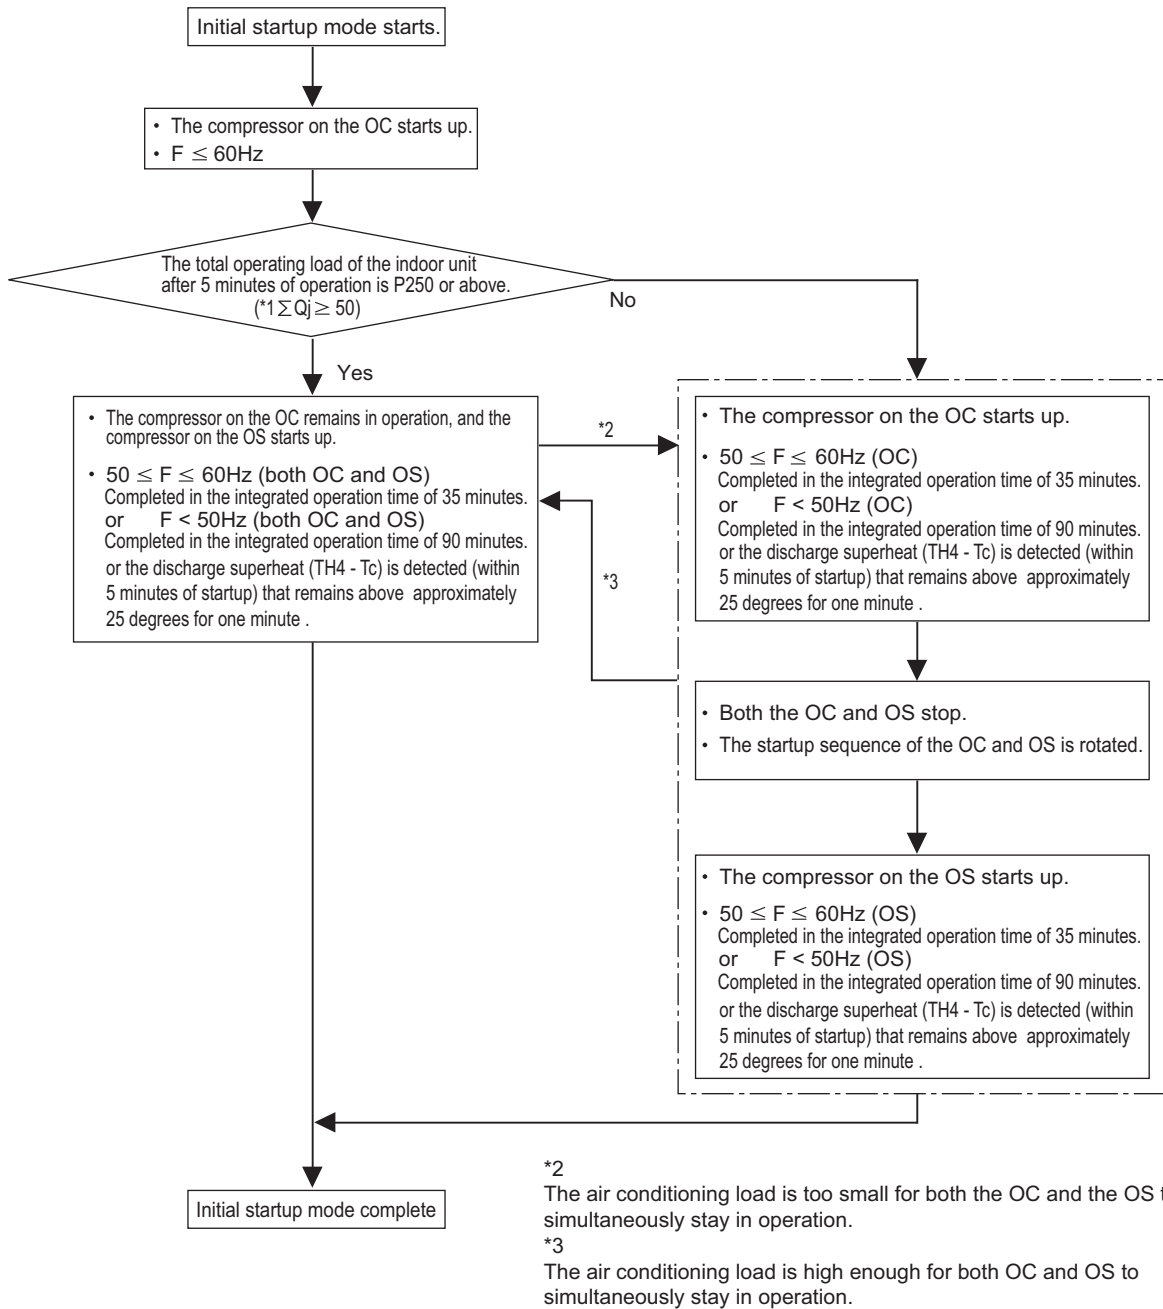 Initial startup mode starts.
• The compressor on the OC starts up.
• F ≤ 60Hz
The total operating load of the indoor unit
after 5 minutes of operation is P250 or above.
(*1∑Qj ≥ 50)
No
Yes
• The compressor on the OC remains in operation, and the
compressor on the OS starts up.
• 50 ≤ F ≤ 60Hz (both OC and OS)
Completed in the integrated operation time of 35 minutes.
or F < 50Hz (both OC and OS)
Completed in the integrated operation time of 90 minutes.
or the discharge superheat (TH4 - Tc) is detected (within
5 minutes of startup) that remains above approximately
25 degrees for one minute .
*2
*3
• The compressor on the OC starts up.
• 50 ≤ F ≤ 60Hz (OC)
Completed in the integrated operation time of 35 minutes.
or F < 50Hz (OC)
Completed in the integrated operation time of 90 minutes.
or the discharge superheat (TH4 - Tc) is detected (within
5 minutes of startup) that remains above approximately
25 degrees for one minute .
• Both the OC and OS stop.
• The startup sequence of the OC and OS is rotated.
• The compressor on the OS starts up.
• 50 ≤ F ≤ 60Hz (OS)
Completed in the integrated operation time of 35 minutes.
or F < 50Hz (OS)
Completed in the integrated operation time of 90 minutes.
or the discharge superheat (TH4 - Tc) is detected (within
5 minutes of startup) that remains above approximately
25 degrees for one minute .
Initial startup mode complete
*2
The air conditioning load is too small for both the OC and the OS
simultaneously stay in operation.
*3
The air conditioning load is high enough for both OC and OS to
simultaneously stay in operation.